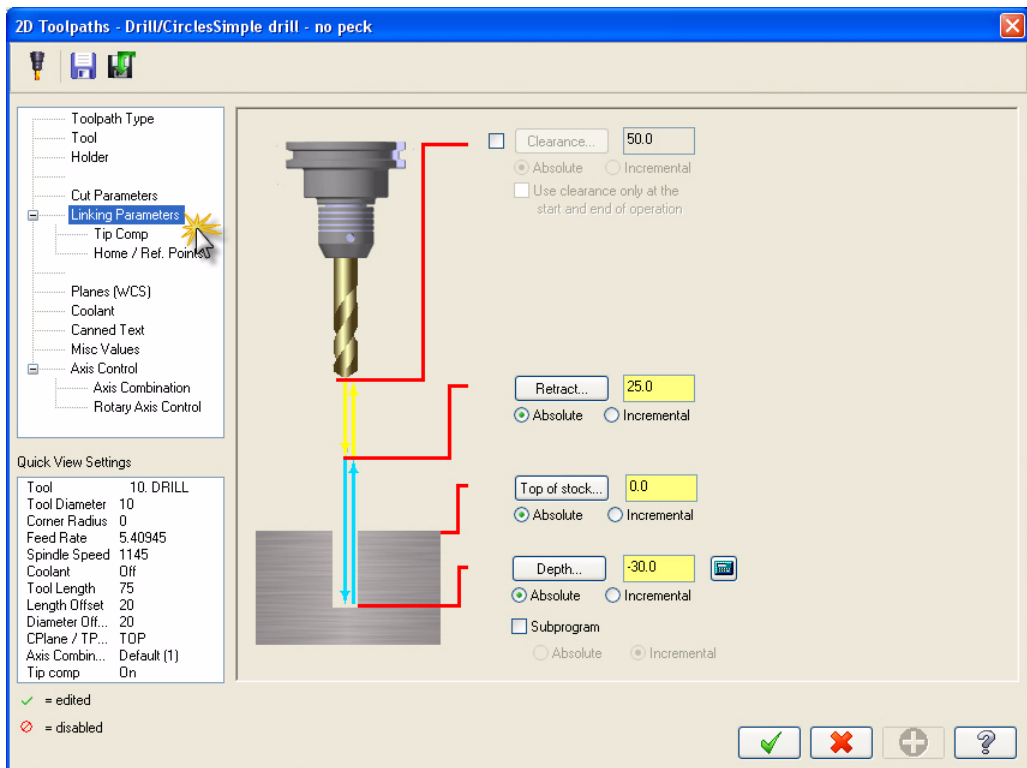 2D Toolpaths - Drill/CirclesSimple drill - no peck
Toolpath Type
Tool
Holder
Cut Parameters
Linking Parameters
Tip Comp
Home / Ref. Points
Planes (WCS)
Coolant
Canned Text
Misc Values
Axis Control
Axis Combination
Rotary Axis Control
Quick View Settings
Tool 10. DRILL
Tool Diameter 10
Corner Radius 0
Feed Rate 5.40945
Spindle Speed 1145
Coolant Off
Tool Length 75
Length Offset 20
Diameter Off... 20
CPlane / TP... TOP
Axis Combin... Default (1)
Tip comp On
= edited
= disabled
Clearance... 50.0
Absolute Incremental
Use clearance only at the
start and end of operation
Retract... 25.0
Absolute Incremental
Top of stock... 0.0
Absolute Incremental
Depth... -30.0
Absolute Incremental
Subprogram
Absolute Incremental